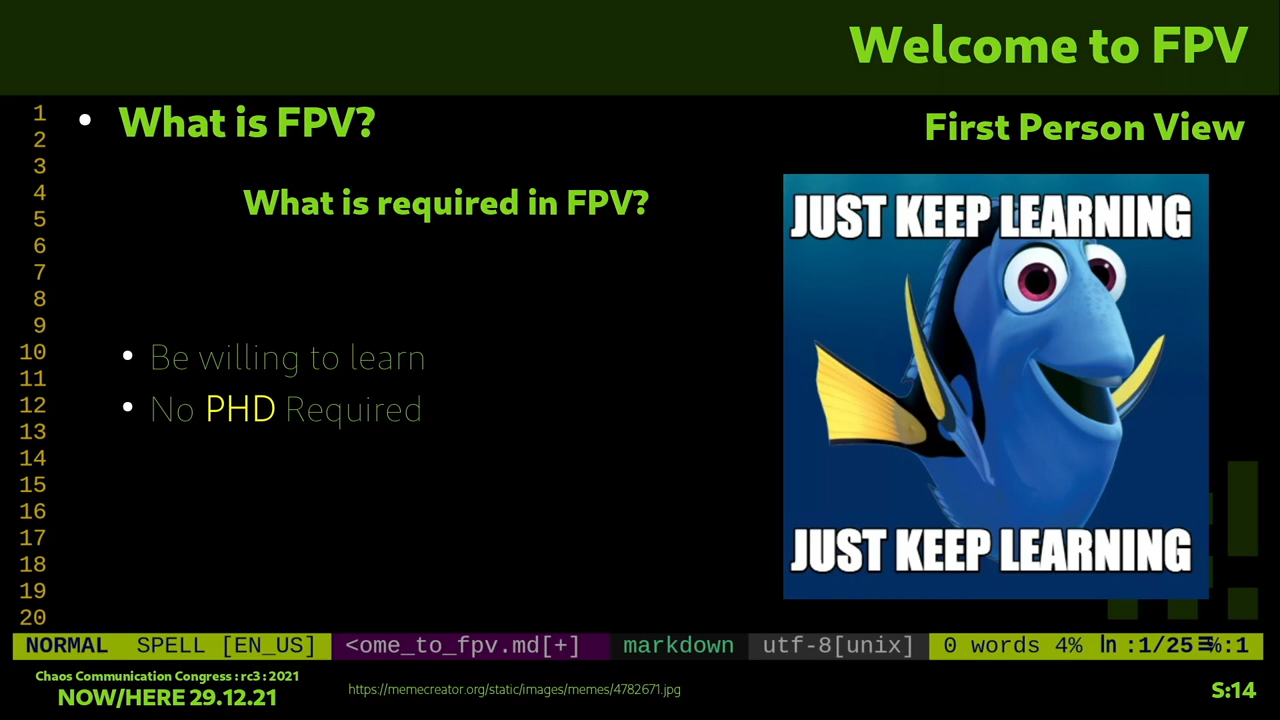 Welcome to FPV
• What is FPV?
First Person View
What is required in FPV?
JUST KEEP LEARNING
• Be willing to learn
• No PHD Required
JUST KEEP LEARNING
1
2
3
4
5
6
7
8
9
10
11
12
13
14
15
16
17
18
19
20
NORMAL SPELL [EN_US] <ome_to_fpv.md[+] markdown utf-8[unix] 0 words 4% ln :1/25 ≡%:1
Chaos Communication Congress : rc3 : 2021
NOW/HERE 29.12.21
https://memecreator.org/static/images/memes/4782671.jpg
S:14